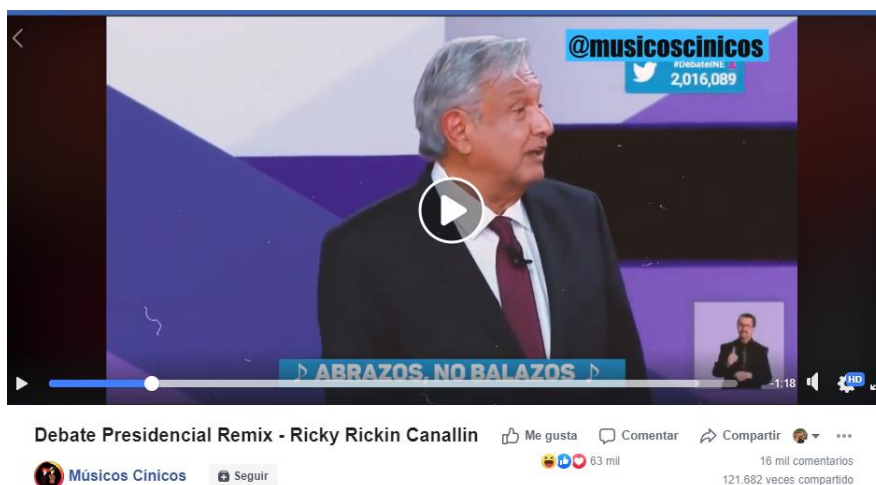 @musicoscinicos
#DebateINE
2,016,089
♪ ABRAZOS, NO BALAZOS ♪
-1:18
HD
Debate Presidencial Remix - Ricky Rickin Canallin
Me gusta
Comentar
Compartir
63 mil
16 mil comentarios
Músicos Cínicos
Seguir
121.682 veces compartido